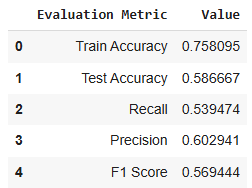 Evaluation Metric Value
0 Train Accuracy 0.758095
1 Test Accuracy 0.586667
2 Recall 0.539474
3 Precision 0.602941
4 F1 Score 0.569444